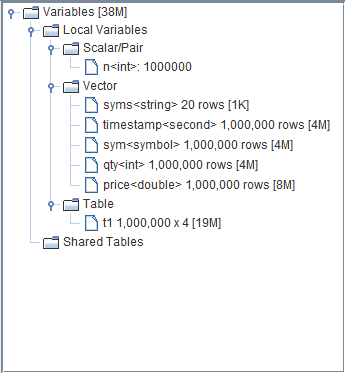 Variables [38M]
Local Variables
Scalar/Pair
n<int>: 1000000
Vector
syms<string> 20 rows [1K]
timestamp<second> 1,000,000 rows [4M]
sym<symbol> 1,000,000 rows [4M]
qty<int> 1,000,000 rows [4M]
price<double> 1,000,000 rows [8M]
Table
t1 1,000,000 x 4 [19M]
Shared Tables